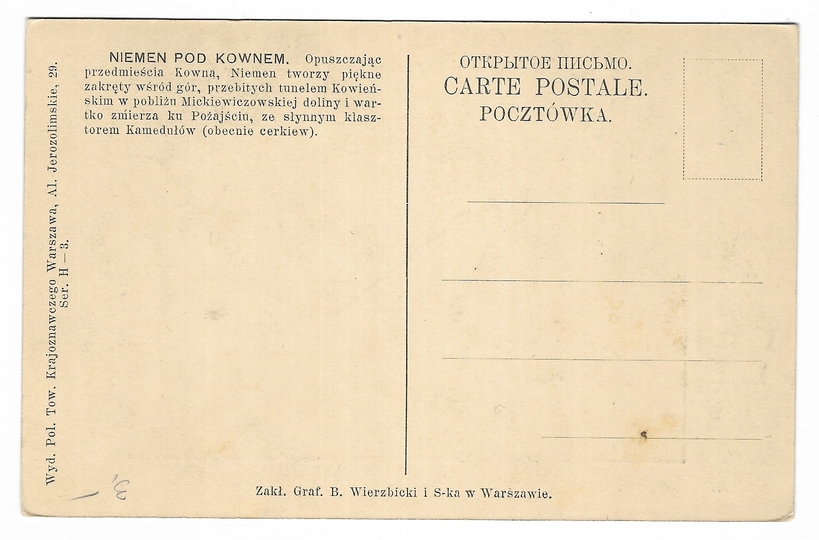 NIEMEN POD KOWNEM. Opuszczając
przedmieścia Kowna, Niemen tworzy piękne
zakręty wśród gór, przebitych tunelem Kowień-
skim w pobliżu Mickiewiczowskiej doliny i war-
tko zmierza ku Pożajściu, ze słynnym klasz-
torem Kamedułów (obecnie cerkiew).
Wyd. Pol. Tow. Krajoznawczego Warszawa, Al. Jerozolimskie, 29.
Ser. H — 3.
ОТКРЫТОЕ ПИСЬМО.
CARTE POSTALE.
POCZTÓWKA.
Zakł. Graf. B. Wierzbicki i S-ka w Warszawie.